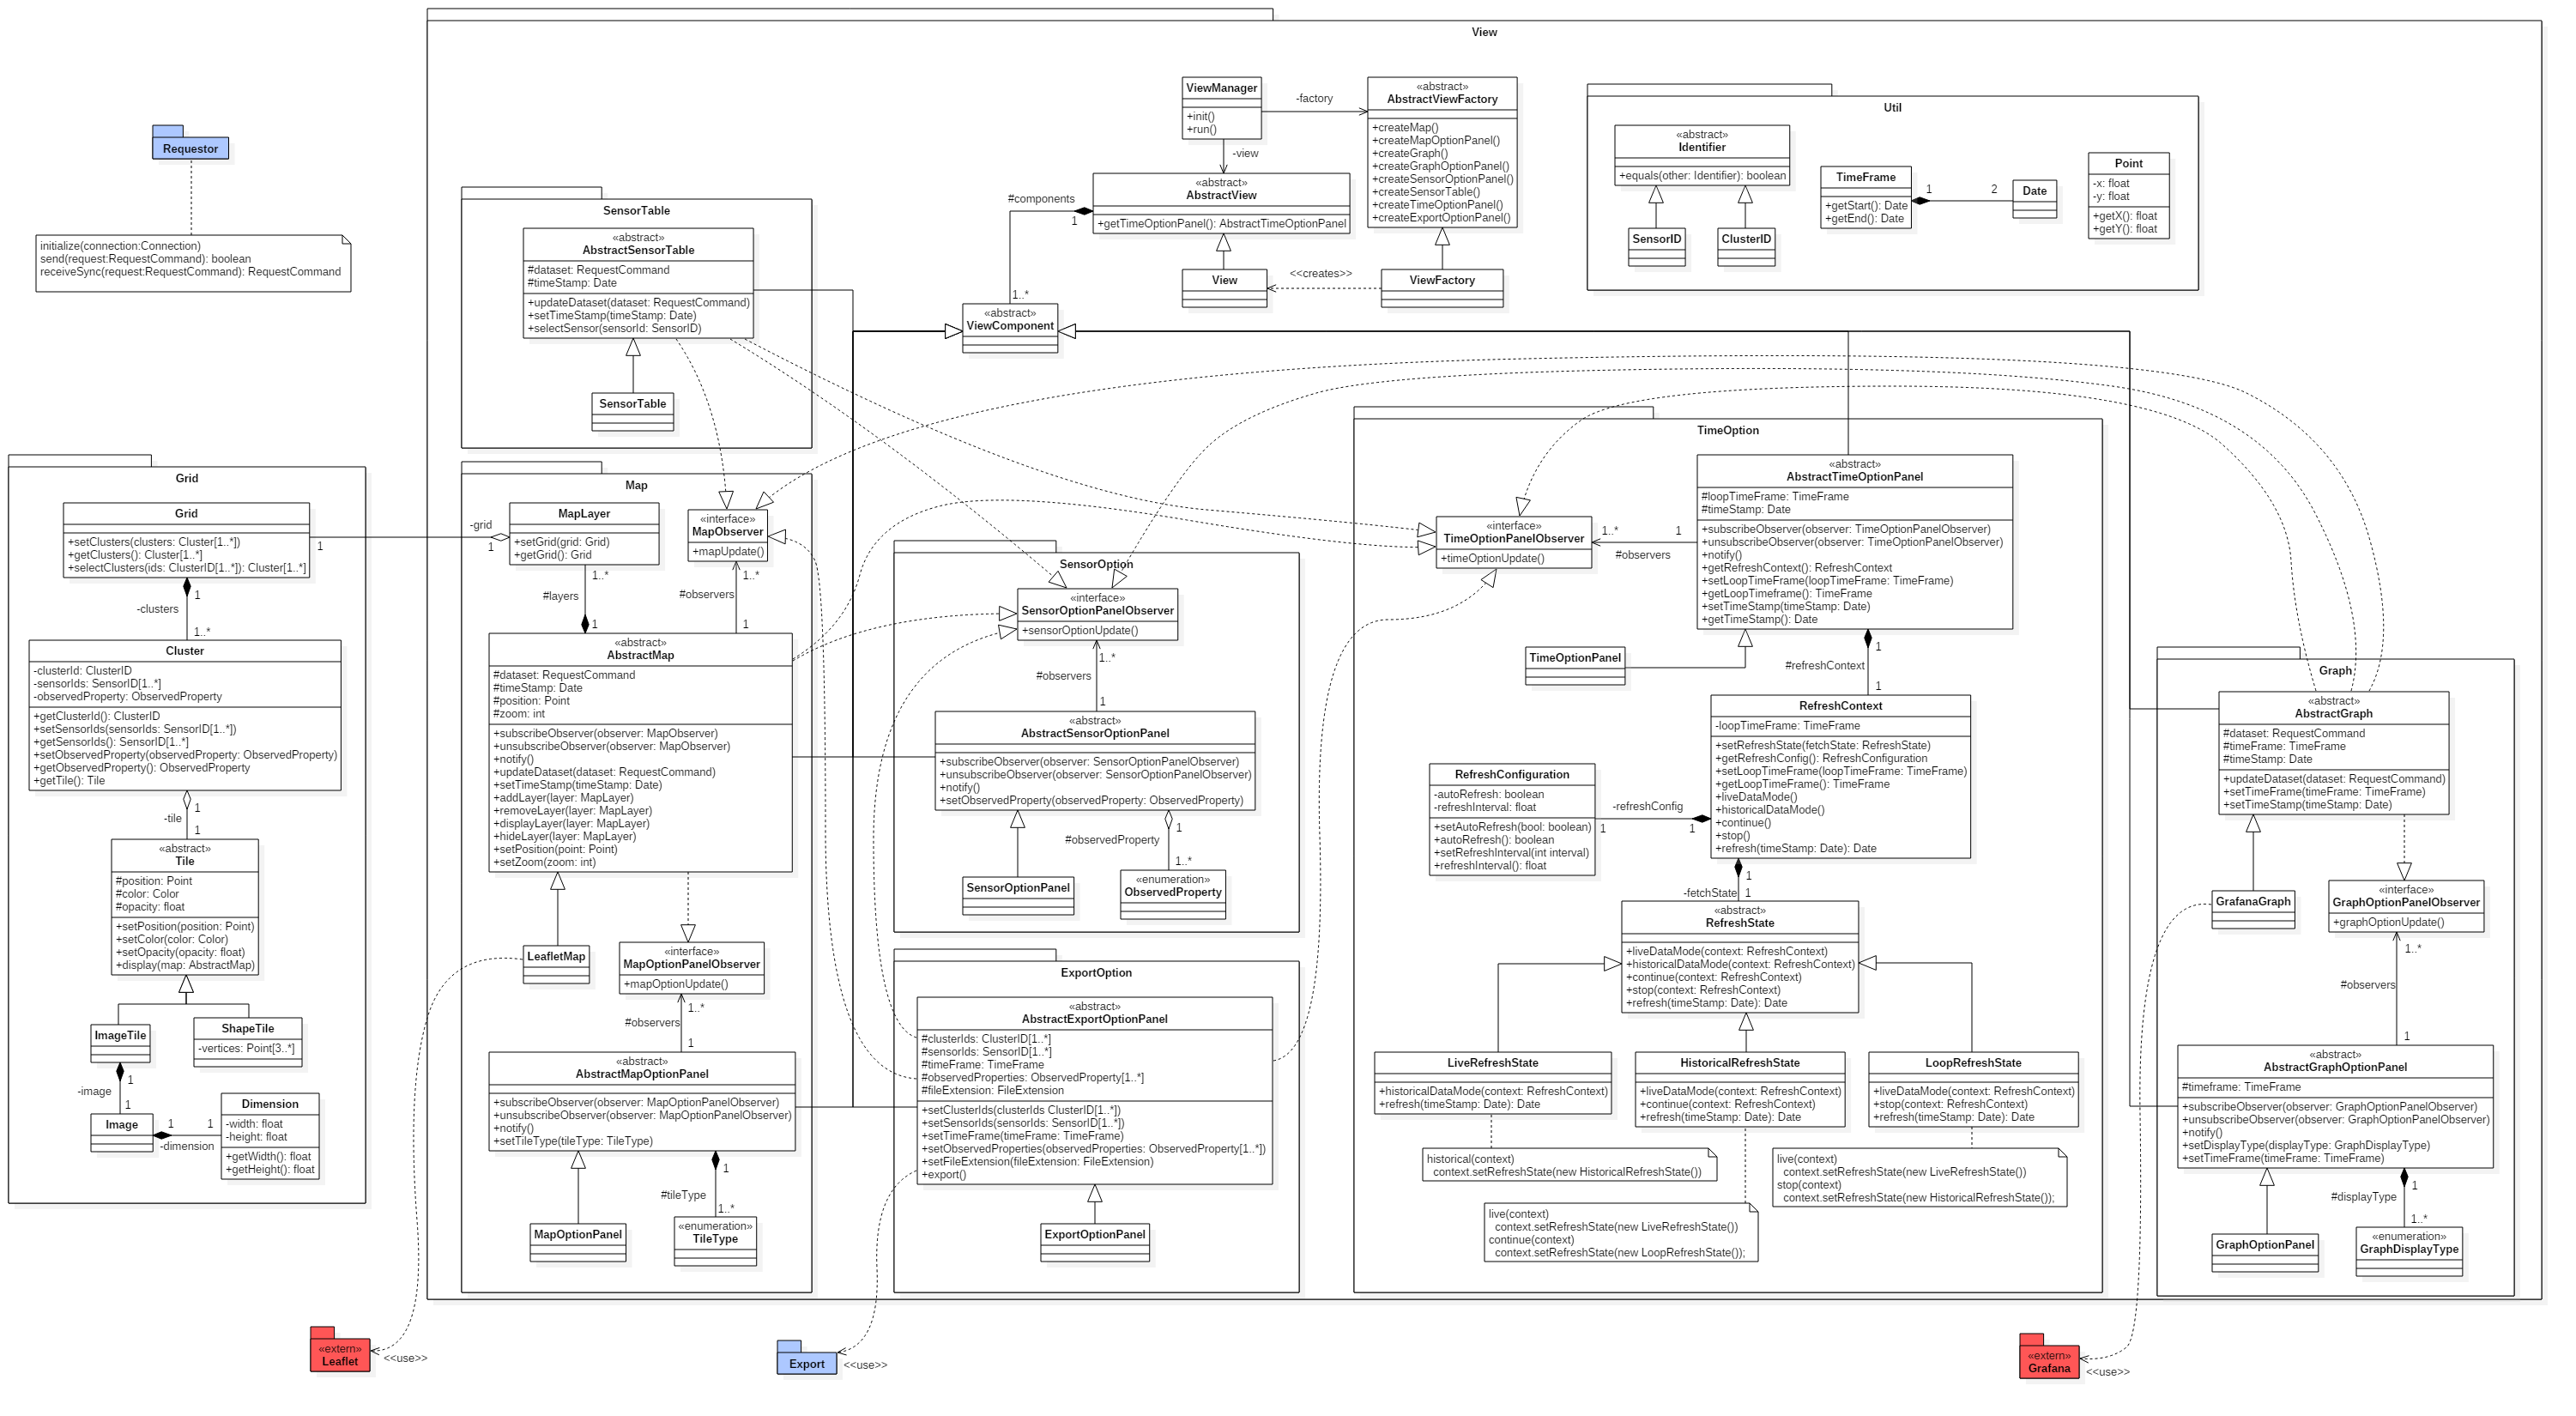 View
ViewManager
+init()
+run()
-factory
-view
«abstract»
AbstractViewFactory
+createMap()
+createMapOptionPanel()
+createGraph()
+createGraphOptionPanel()
+createSensorOptionPanel()
+createSensorTable()
+createTimeOptionPanel()
+createExportOptionPanel()
«abstract»
AbstractView
+getTimeOptionPanel(): AbstractTimeOptionPanel
#components
1
1..*
View
<<creates>>
ViewFactory
«abstract»
ViewComponent
Util
«abstract»
Identifier
+equals(other: Identifier): boolean
SensorID
ClusterID
TimeFrame
+getStart(): Date
+getEnd(): Date
1
2
Date
Point
-x: float
-y: float
+getX(): float
+getY(): float
Requestor
initialize(connection:Connection)
send(request:RequestCommand): boolean
receiveSync(request:RequestCommand): RequestCommand
SensorTable
«abstract»
AbstractSensorTable
#dataset: RequestCommand
#timeStamp: Date
+updateDataset(dataset: RequestCommand)
+setTimeStamp(timeStamp: Date)
+selectSensor(sensorId: SensorID)
SensorTable
Grid
Grid
+setClusters(clusters: Cluster[1..*])
+getClusters(): Cluster[1..*]
+selectClusters(ids: ClusterID[1..*]): Cluster[1..*]
1
-grid
1
1
-clusters
1..*
Cluster
-clusterId: ClusterID
-sensorIds: SensorID[1..*]
-observedProperty: ObservedProperty
+getClusterId(): ClusterID
+setSensorIds(sensorIds: SensorID[1..*])
+getSensorIds(): SensorID[1..*]
+setObservedProperty(observedProperty: ObservedProperty)
+getObservedProperty(): ObservedProperty
+getTile(): Tile
1
-tile
1
«abstract»
Tile
#position: Point
#color: Color
#opacity: float
+setPosition(position: Point)
+setColor(color: Color)
+setOpacity(opacity: float)
+display(map: AbstractMap)
ImageTile
ShapeTile
-vertices: Point[3..*]
1
-image
1
Image
1
1
-dimension
Dimension
-width: float
-height: float
+getWidth(): float
+getHeight(): float
Map
MapLayer
+setGrid(grid: Grid)
+getGrid(): Grid
«interface»
MapObserver
+mapUpdate()
1..*
#layers
1
1..*
#observers
1
«abstract»
AbstractMap
#dataset: RequestCommand
#timeStamp: Date
#position: Point
#zoom: int
+subscribeObserver(observer: MapObserver)
+unsubscribeObserver(observer: MapObserver)
+notify()
+updateDataset(dataset: RequestCommand)
+setTimeStamp(timeStamp: Date)
+addLayer(layer: MapLayer)
+removeLayer(layer: MapLayer)
+displayLayer(layer: MapLayer)
+hideLayer(layer: MapLayer)
+setPosition(point: Point)
+setZoom(zoom: int)
LeafletMap
«interface»
MapOptionPanelObserver
+mapOptionUpdate()
1..*
#observers
1
«abstract»
AbstractMapOptionPanel
+subscribeObserver(observer: MapOptionPanelObserver)
+unsubscribeObserver(observer: MapOptionPanelObserver)
+notify()
+setTileType(tileType: TileType)
1
#tileType
1..*
MapOptionPanel
«enumeration»
TileType
SensorOption
«interface»
SensorOptionPanelObserver
+sensorOptionUpdate()
1..*
#observers
1
«abstract»
AbstractSensorOptionPanel
+subscribeObserver(observer: SensorOptionPanelObserver)
+unsubscribeObserver(observer: SensorOptionPanelObserver)
+notify()
+setObservedProperty(observedProperty: ObservedProperty)
1
#observedProperty
1..*
SensorOptionPanel
«enumeration»
ObservedProperty
ExportOption
«abstract»
AbstractExportOptionPanel
#clusterIds: ClusterID[1..*]
#sensorIds: SensorID[1..*]
#timeFrame: TimeFrame
#observedProperties: ObservedProperty[1..*]
#fileExtension: FileExtension
+setClusterIds(clusterIds ClusterID[1..*])
+setSensorIds(sensorIds: SensorID[1..*])
+setTimeFrame(timeFrame: TimeFrame)
+setObservedProperties(observedProperties: ObservedProperty[1..*])
+setFileExtension(fileExtension: FileExtension)
+export()
ExportOptionPanel
TimeOption
«abstract»
AbstractTimeOptionPanel
#loopTimeFrame: TimeFrame
#timeStamp: Date
+subscribeObserver(observer: TimeOptionPanelObserver)
+unsubscribeObserver(observer: TimeOptionPanelObserver)
+notify()
+getRefreshContext(): RefreshContext
+setLoopTimeFrame(loopTimeFrame: TimeFrame)
+getLoopTimeframe(): TimeFrame
+setTimeStamp(timeStamp: Date)
+getTimeStamp(): Date
«interface»
TimeOptionPanelObserver
+timeOptionUpdate()
1..*
1
#observers
TimeOptionPanel
1
#refreshContext
1
RefreshContext
-loopTimeFrame: TimeFrame
+setRefreshState(fetchState: RefreshState)
+getRefreshConfig(): RefreshConfiguration
+setLoopTimeFrame(loopTimeFrame: TimeFrame)
+getLoopTimeFrame(): TimeFrame
+liveDataMode()
+historicalDataMode()
+continue()
+stop()
+refresh(timeStamp: Date): Date
RefreshConfiguration
-autoRefresh: boolean
-refreshInterval: float
+setAutoRefresh(bool: boolean)
+autoRefresh(): boolean
+setRefreshInterval(int interval)
+refreshInterval(): float
-refreshConfig
1
1
1
-fetchState
1
«abstract»
RefreshState
+liveDataMode(context: RefreshContext)
+historicalDataMode(context: RefreshContext)
+continue(context: RefreshContext)
+stop(context: RefreshContext)
+refresh(timeStamp: Date): Date
LiveRefreshState
+historicalDataMode(context: RefreshContext)
+refresh(timeStamp: Date): Date
HistoricalRefreshState
+liveDataMode(context: RefreshContext)
+continue(context: RefreshContext)
+refresh(timeStamp: Date): Date
LoopRefreshState
+liveDataMode(context: RefreshContext)
+stop(context: RefreshContext)
+refresh(timeStamp: Date): Date
historical(context)
context.setRefreshState(new HistoricalRefreshState())
live(context)
context.setRefreshState(new LiveRefreshState())
continue(context)
context.setRefreshState(new LoopRefreshState());
live(context)
context.setRefreshState(new LiveRefreshState())
stop(context)
context.setRefreshState(new HistoricalRefreshState());
Graph
«abstract»
AbstractGraph
#dataset: RequestCommand
#timeFrame: TimeFrame
#timeStamp: Date
+updateDataset(dataset: RequestCommand)
+setTimeFrame(timeFrame: TimeFrame)
+setTimeStamp(timeStamp: Date)
GrafanaGraph
«interface»
GraphOptionPanelObserver
+graphOptionUpdate()
1..*
#observers
1
«abstract»
AbstractGraphOptionPanel
#timeframe: TimeFrame
+subscribeObserver(observer: GraphOptionPanelObserver)
+unsubscribeObserver(observer: GraphOptionPanelObserver)
+notify()
+setDisplayType(displayType: GraphDisplayType)
+setTimeFrame(timeFrame: TimeFrame)
1
#displayType
1..*
GraphOptionPanel
«enumeration»
GraphDisplayType
«extern»
Leaflet
<<use>>
Export
<<use>>
«extern»
Grafana
<<use>>